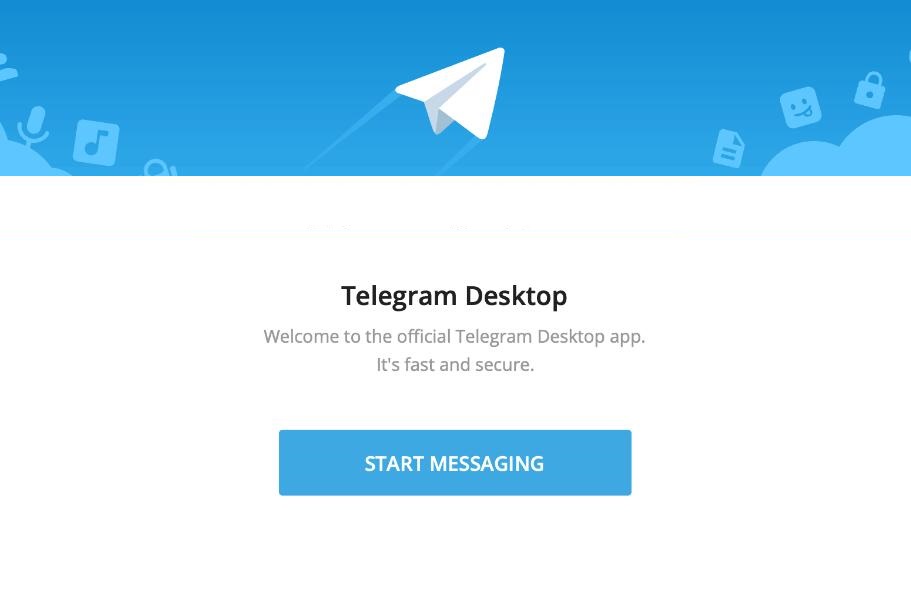 Telegram Desktop
Welcome to the official Telegram Desktop app.
It's fast and secure.
START MESSAGING